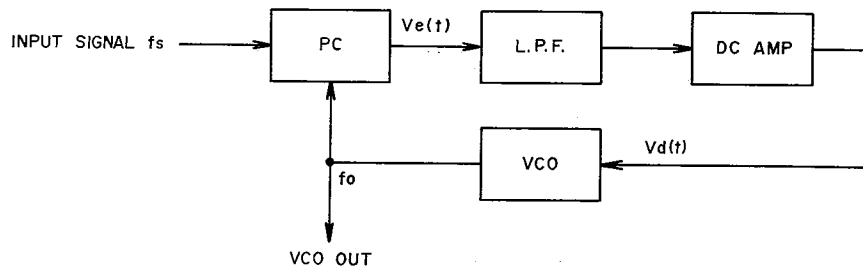 Ve(t)
INPUT SIGNAL fs
PC
L.P.F.
DC AMP
VCO
Vd(t)
fo
VCO OUT